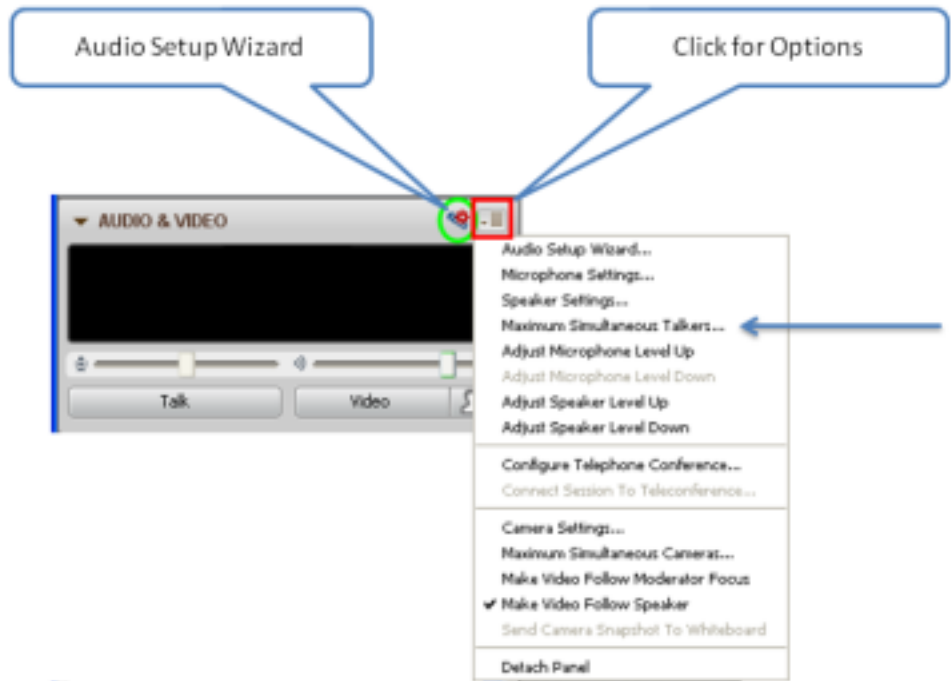 Audio Setup Wizard
Click for Options
AUDIO & VIDEO
Talk
Video
Audio Setup Wizard...
Microphone Settings...
Speaker Settings...
Maximum Simultaneous Talkers...
Adjust Microphone Level Up
Adjust Microphone Level Down
Adjust Speaker Level Up
Adjust Speaker Level Down
Configure Telephone Conference...
Connect Session To Teleconference...
Camera Settings...
Maximum Simultaneous Cameras...
Make Video Follow Moderator Focus
Make Video Follow Speaker
Send Camera Snapshot To Whiteboard
Detach Panel